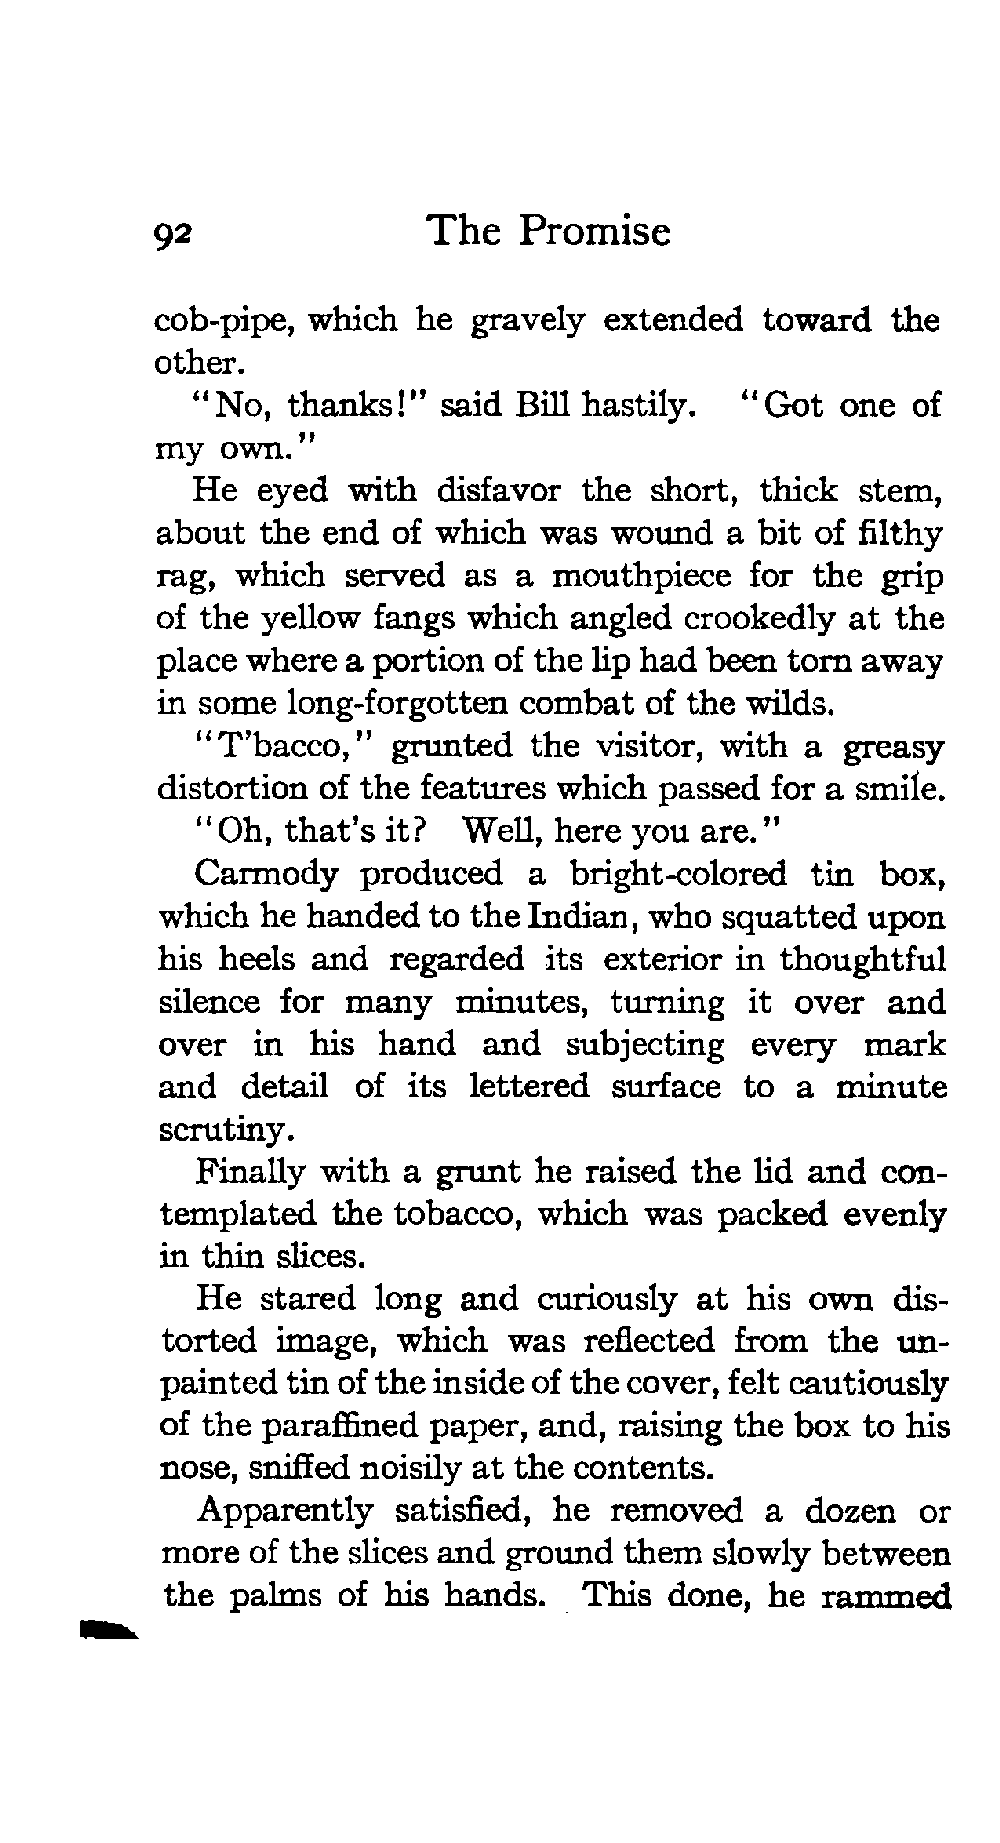 92 The Promise
cob-pipe, which he gravely extended toward the
other.
"No, thanks!" said Bill hastily. "Got one of
my own."
He eyed with disfavor the short, thick stem,
about the end of which was wound a bit of filthy
rag, which served as a mouthpiece for the grip
of the yellow fangs which angled crookedly at the
place where a portion of the lip had been torn away
in some long-forgotten combat of the wilds.
"T'bacco," grunted the visitor, with a greasy
distortion of the features which passed for a smile.
"Oh, that's it? Well, here you are."
Carmody produced a bright-colored tin box,
which he handed to the Indian, who squatted upon
his heels and regarded its exterior in thoughtful
silence for many minutes, turning it over and
over in his hand and subjecting every mark
and detail of its lettered surface to a minute
scrutiny.
Finally with a grunt he raised the lid and con-
templated the tobacco, which was packed evenly
in thin slices.
He stared long and curiously at his own dis-
torted image, which was reflected from the un-
painted tin of the inside of the cover, felt cautiously
of the paraffined paper, and, raising the box to his
nose, sniffed noisily at the contents.
Apparently satisfied, he removed a dozen or
more of the slices and ground them slowly between
the palms of his hands. This done, he rammed